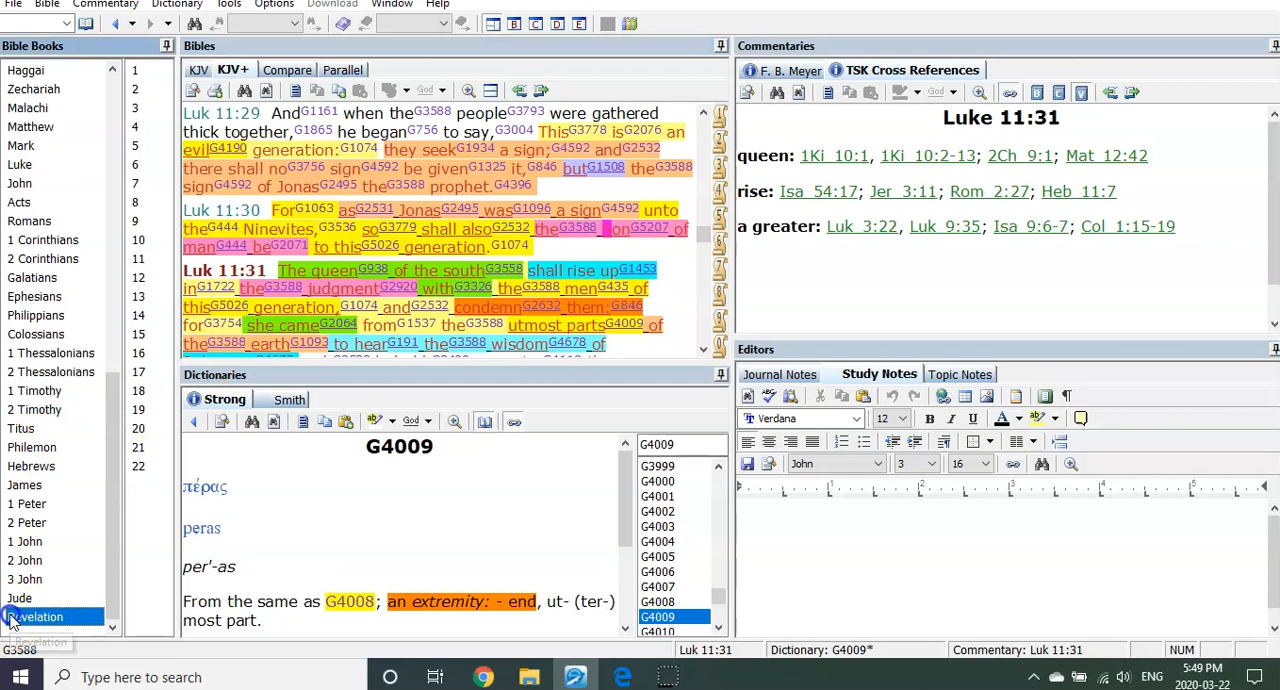 File Bible Commentary Dictionary Tools Options Download Window Help
Bible Books
Haggai
Zechariah
Malachi
Matthew
Mark
Luke
John
Acts
Romans
1 Corinthians
2 Corinthians
Galatians
Ephesians
Philippians
Colossians
1 Thessalonians
2 Thessalonians
1 Timothy
2 Timothy
Titus
Philemon
Hebrews
James
1 Peter
2 Peter
1 John
2 John
3 John
Jude
Revelation
1
2
3
4
5
6
7
8
9
10
11
12
13
14
15
16
17
18
19
20
21
22
Bibles
KJV KJV+ Compare Parallel
God
Luk 11:29 AndG1161 when theG3588 peopleG3793 were gathered
thick together,G1865 he beganG756 to say,G3004 ThisG3778 isG2076 an
evilG4190 generation:G1074 they seekG1934 a sign;G4592 andG2532
there shall noG3756 signG4592 be givenG1325 it,G846 butG1508 theG3588
signG4592 of JonasG2495 theG3588 prophet.G4396
Luk 11:30 ForG1063 asG2531 JonasG2495 wasG1096 a signG4592 unto
theG444 Ninevites,G3536 soG3779 shall alsoG2532 theG3588 onG5207 of
manG444 beG2071 to thisG5026 generation.G1074
Luk 11:31 The queenG938 of the southG3558 shall rise upG1453
inG1722 theG3588 judgmentG2920 withG3326 theG3588 menG435 of
thisG5026 generation,G1074 andG2532 condemnG2632 them:G846
forG3754 she cameG2064 fromG1537 theG3588 utmost partsG4009 of
theG3588 earthG1093 to hearG191 theG3588 wisdomG4678 of
Dictionaries
Strong Smith
God
G4009
πέρας
peras
per'-as
From the same as G4008; an extremity: - end, ut- (ter-)
most part.
G4009
G3999
G4000
G4001
G4002
G4003
G4004
G4005
G4006
G4007
G4008
G4009
G4010
Commentaries
F. B. Meyer TSK Cross References
God
Luke 11:31
queen: 1Ki 10:1, 1Ki 10:2-13; 2Ch 9:1; Mat 12:42
rise: Isa 54:17; Jer 3:11; Rom 2:27; Heb 11:7
a greater: Luk 3:22, Luk 9:35; Isa 9:6-7; Col 1:15-19
Editors
Journal Notes Study Notes Topic Notes
Verdana 12 B I U A
John 3 16
1 2 3 4 5
Revelation
G3588 Luk 11:31 Dictionary: G4009* Commentary: Luk 11:31 NUM
Type here to search
ENG
5:49 PM
2020-03-22